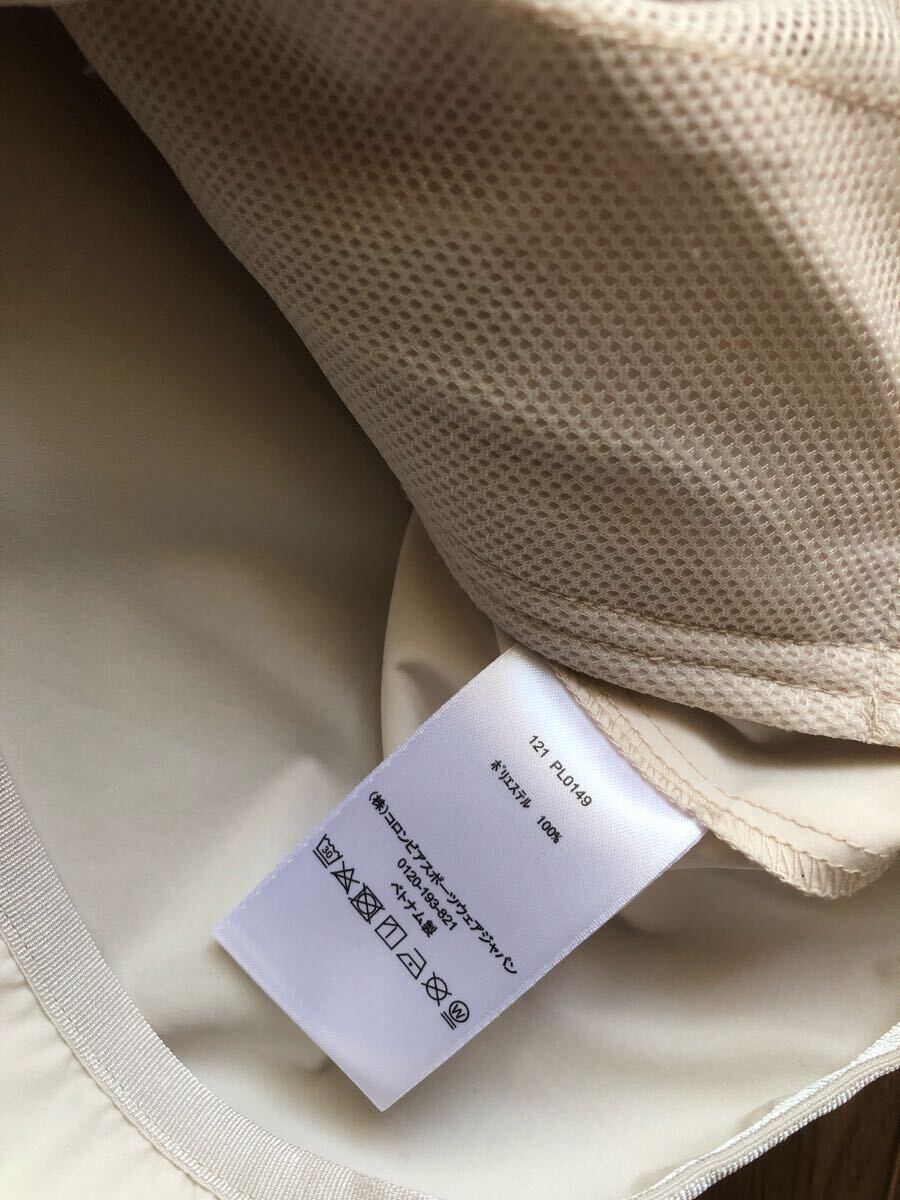 121 PL0149
ポリエステル 100%
(株)コロンビアスポーツウェアジャパン
0120-193-821
ベトナム製
30
W